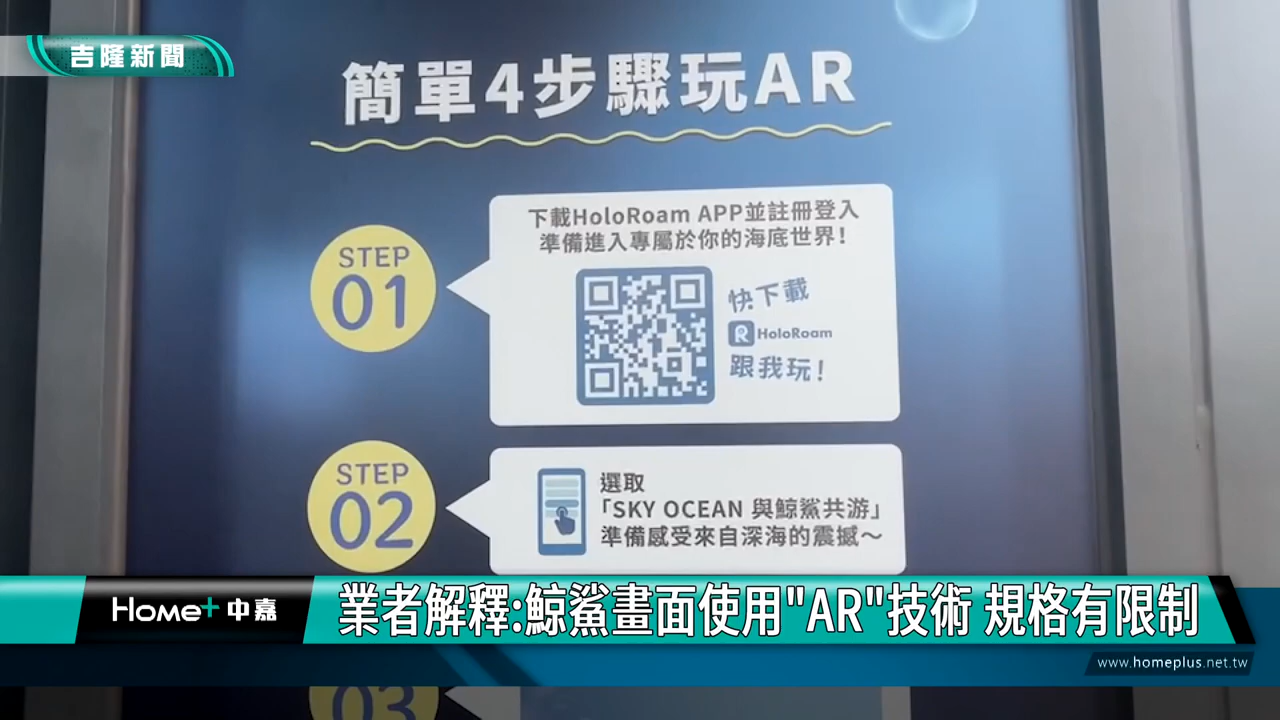 吉隆新聞
簡單4步驟玩AR
STEP
01
下載HoloRoam APP並註冊登入
準備進入專屬於你的海底世界！
快下載
HoloRoam
跟我玩！
STEP
02
選取
「SKY OCEAN 與鯨鯊共游」
準備感受來自深海的震撼～
Home+中嘉
業者解釋:鯨鯊畫面使用"AR"技術 規格有限制
www.homeplus.net.tw
03